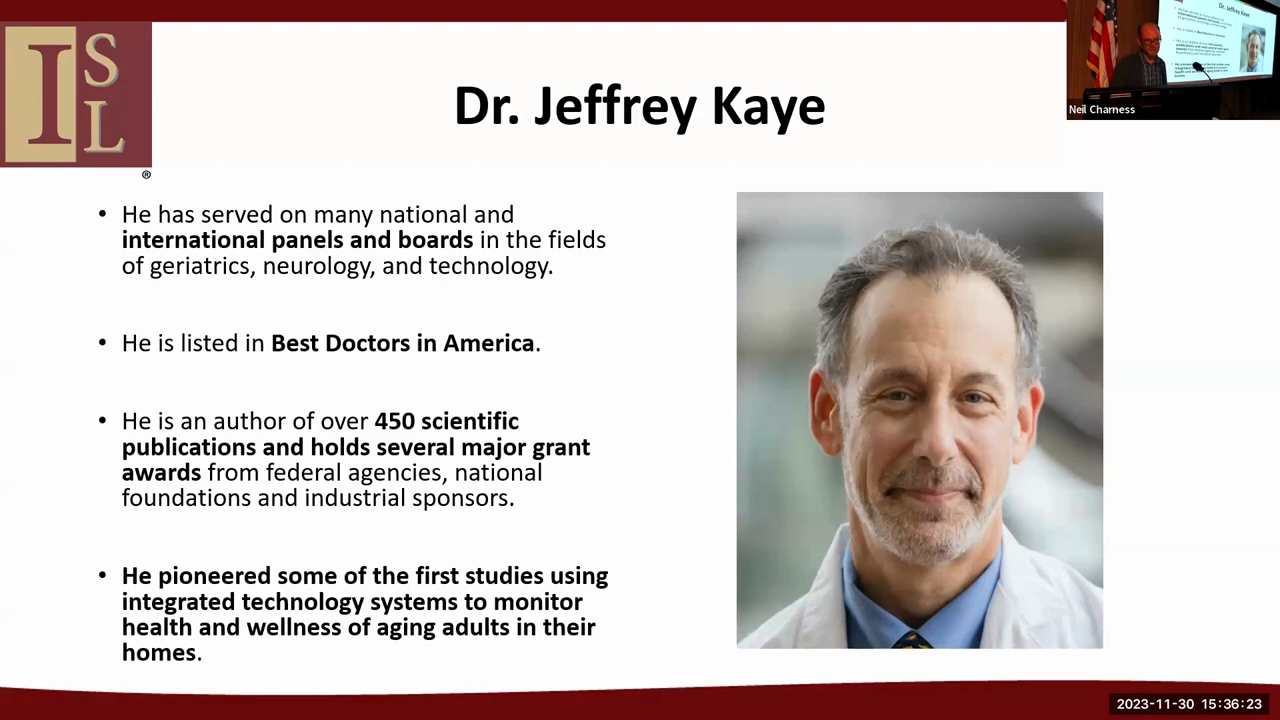 I
S
L
®
Dr. Jeffrey Kaye
Dr. Jeffrey Kaye
Neil Charness
• He has served on many national and
international panels and boards in the fields
of geriatrics, neurology, and technology.
• He is listed in Best Doctors in America.
• He is an author of over 450 scientific
publications and holds several major grant
awards from federal agencies, national
foundations and industrial sponsors.
• He pioneered some of the first studies using
integrated technology systems to monitor
health and wellness of aging adults in their
homes.
2023-11-30 15:36:23